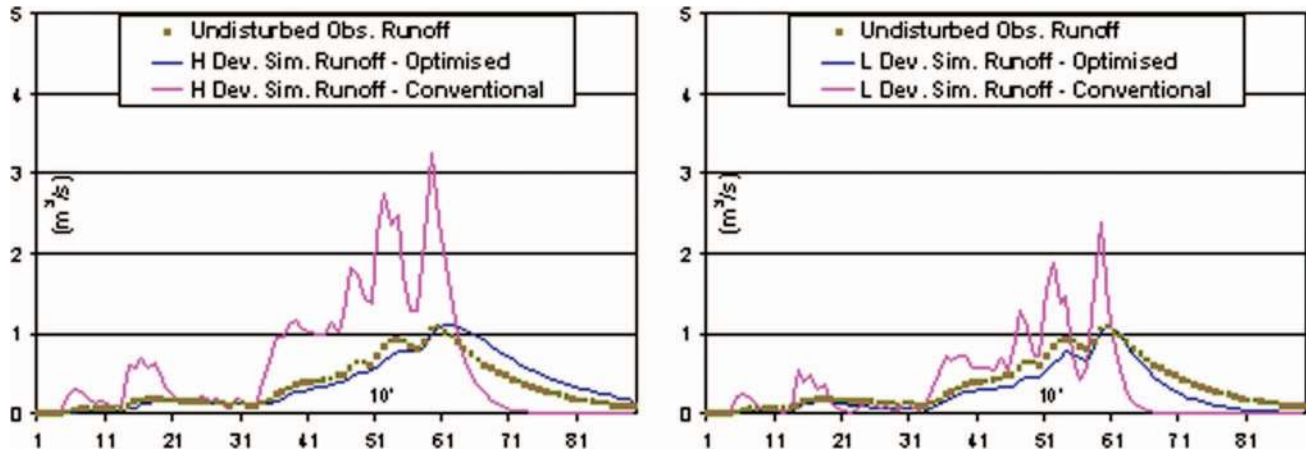 5
4
3
2
1
0
(m³/s)
Undisturbed Obs. Runoff
H Dev. Sim. Runoff - Optimised
H Dev. Sim. Runoff - Conventional
10'
1 11 21 31 41 51 61 71 81
5
4
3
2
1
0
(m³/s)
Undisturbed Obs. Runoff
L Dev. Sim. Runoff - Optimised
L Dev. Sim. Runoff - Conventional
10'
1 11 21 31 41 51 61 71 81